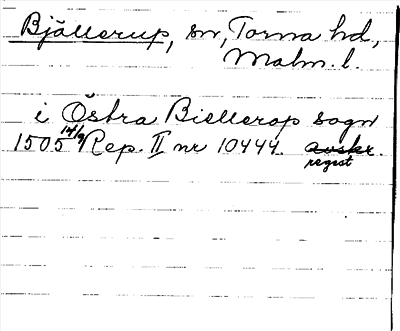 Bjällerup, sn, Torna hd,
Malm. l.
i Östra Biellerop sogn
1505 14/9 Rep. II nr 10444. avskr.
regest